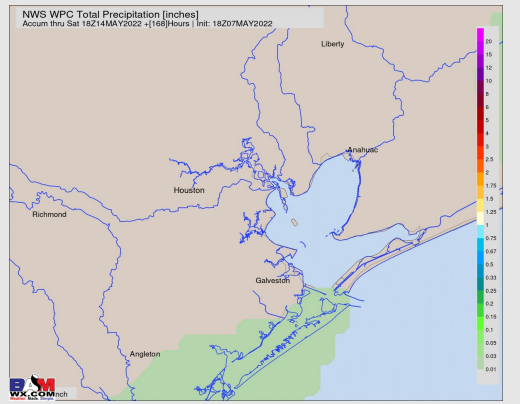 NWS WPC Total Precipitation [inches]
Accum thru Sat 18Z14MAY2022 +[168]Hours | Init: 18Z07MAY2022
Liberty
Anahuac
Houston
Richmond
Galveston
Angleton
20
15
12
10
8
6
5
4
3
2.5
2
1.75
1.5
1.25
1
0.75
0.67
0.5
0.33
0.25
0.2
0.15
0.1
0.05
0.03
0.01
BAM
WX.COM
Weather Made Simple
nch